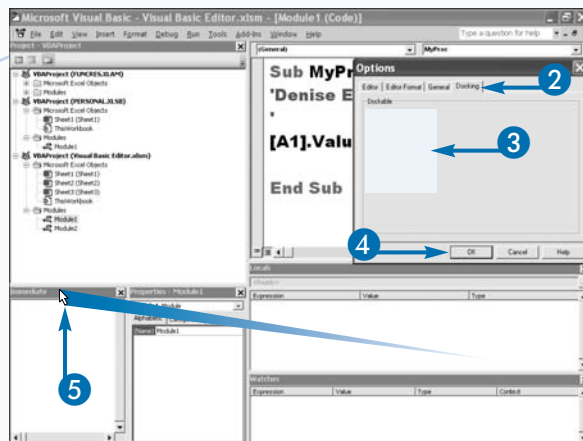 Microsoft Visual Basic - Visual Basic Editor.xlsm - [Module1 (Code)]
File Edit View Insert Format Debug Run Tools Add-Ins Window Help
Type a question for help
Project - VBAProject
VBAProject (FUNCRES.XLAM)
Microsoft Excel Objects
Modules
VBAProject (PERSONAL.XLSB)
Microsoft Excel Objects
Sheet1 (Sheet1)
ThisWorkbook
Modules
Module1
VBAProject (Visual Basic Editor.xlsm)
Microsoft Excel Objects
Sheet1 (Sheet1)
Sheet2 (Sheet2)
Sheet3 (Sheet3)
ThisWorkbook
Modules
Module1
Module2
(General)
MyProc
Sub MyPr
'Denise E
'
[A1].Valu
End Sub
Options
Editor Editor Format General Docking
Dockable
OK Cancel Help
2
3
4
5
Immediate
Properties - Module1
Module
Alphabetic
(Name) Module1
Locals
<Ready>
Expression Value Type
Watches
Expression Value Type Context